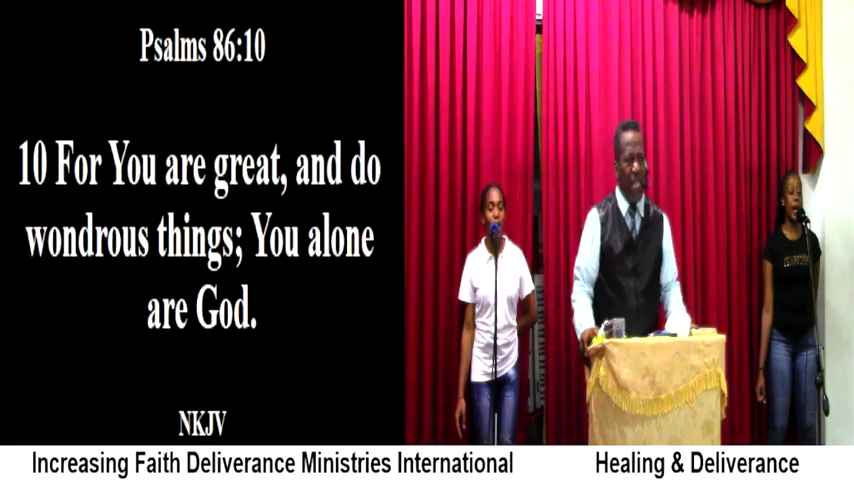 Psalms 86:10
10 For You are great, and do
wondrous things; You alone
are God.
NKJV
Increasing Faith Deliverance Ministries International
Healing & Deliverance